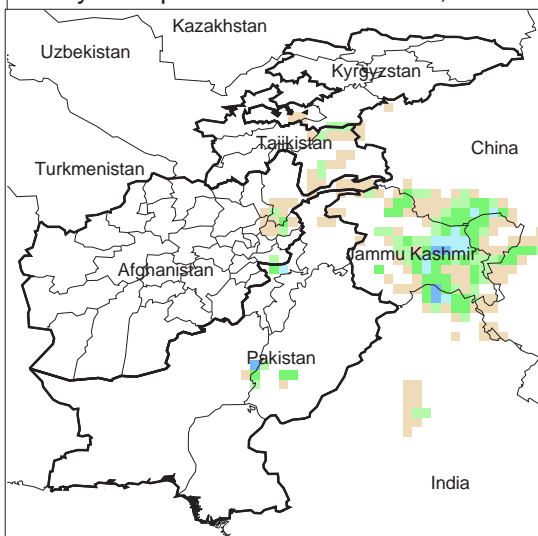 Kazakhstan
Uzbekistan
Kyrgyzstan
Tajikistan
China
Turkmenistan
Jammu Kashmir
Afghanistan
Pakistan
India